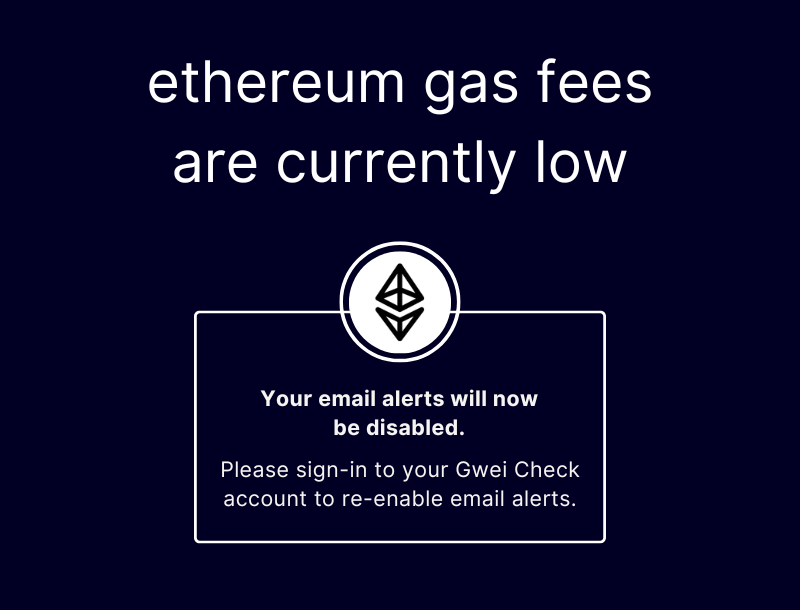 ethereum gas fees
are currently low
Your email alerts will now
be disabled.
Please sign-in to your Gwei Check
account to re-enable email alerts.